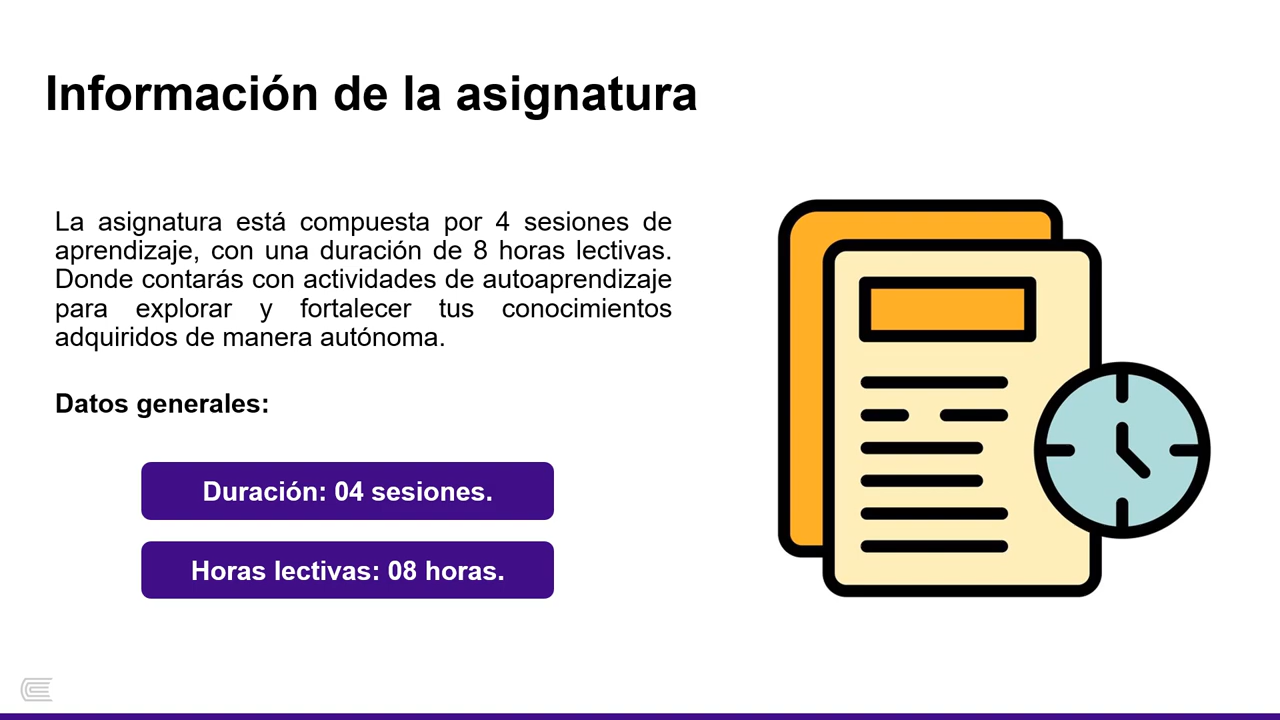 Información de la asignatura
La asignatura está compuesta por 4 sesiones de
aprendizaje, con una duración de 8 horas lectivas.
Donde contarás con actividades de autoaprendizaje
para explorar y fortalecer tus conocimientos
adquiridos de manera autónoma.
Datos generales:
Duración: 04 sesiones.
Horas lectivas: 08 horas.